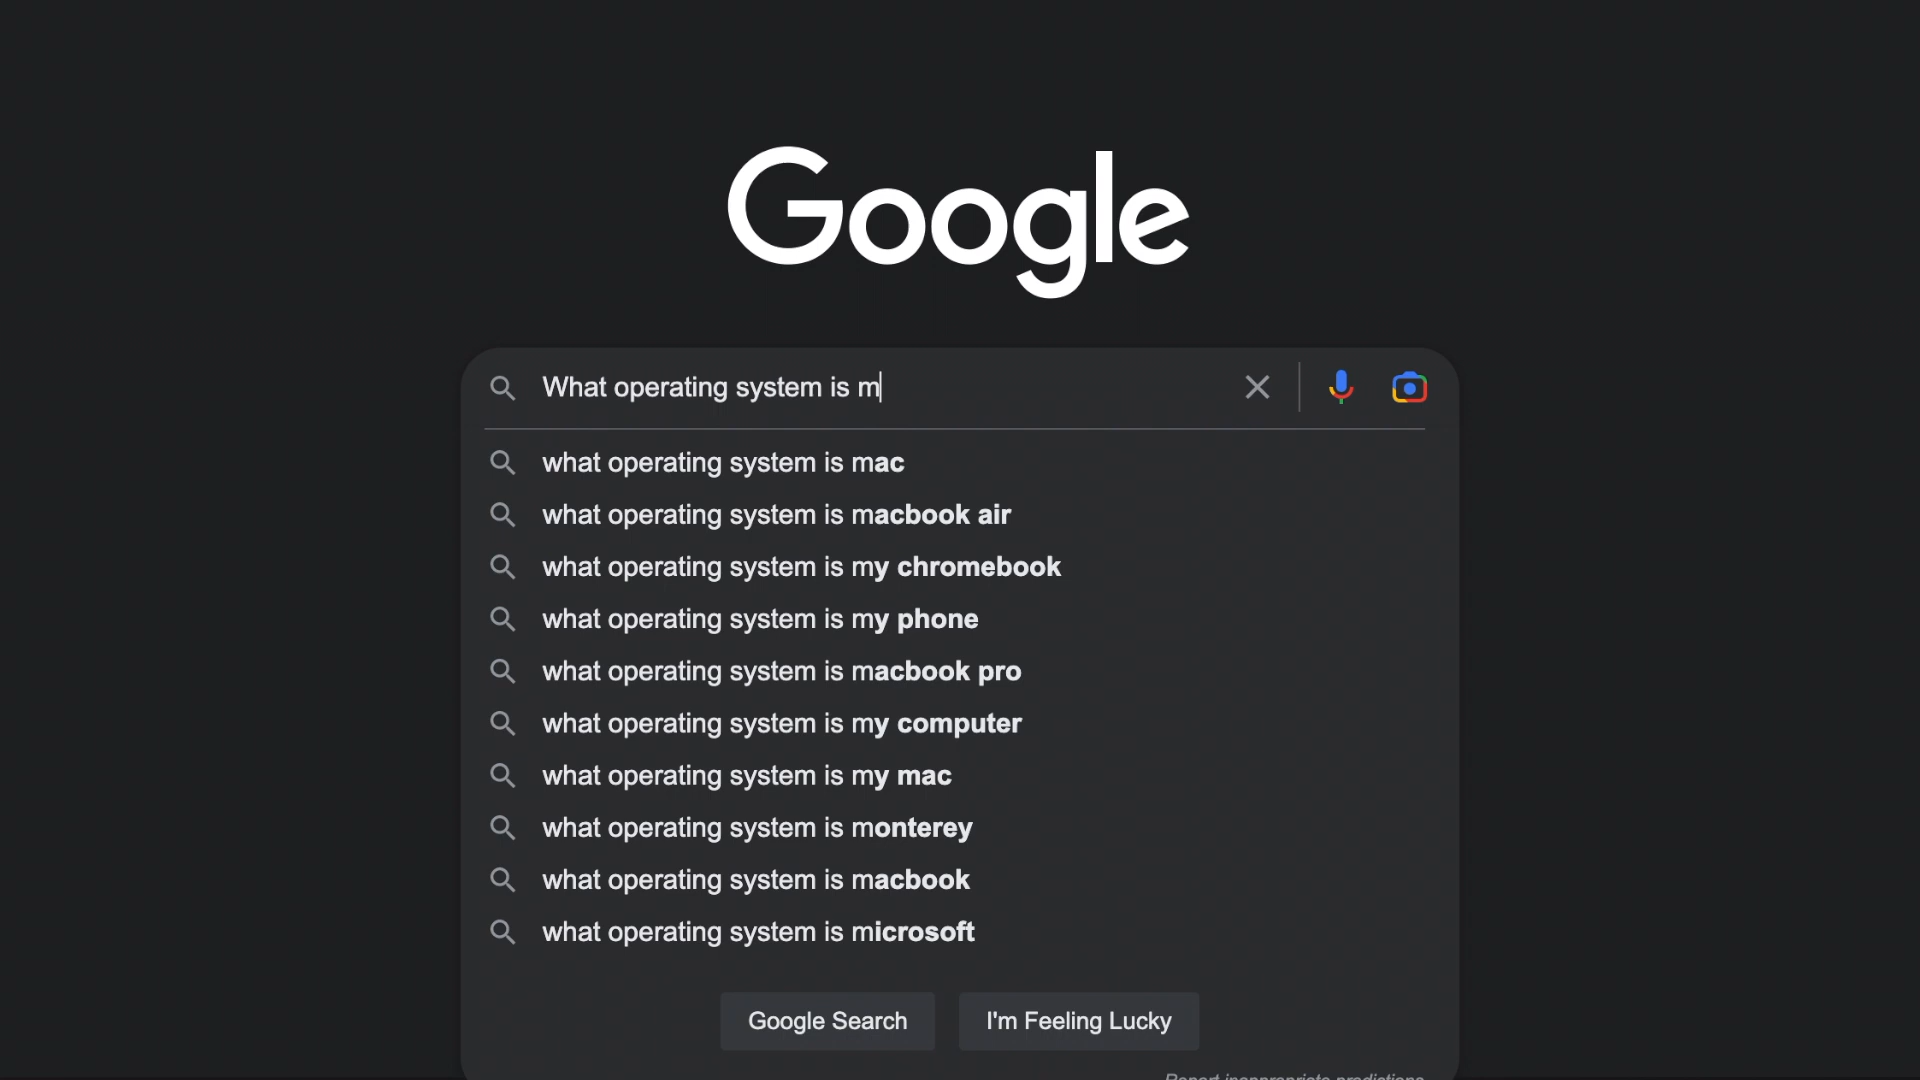 Google
What operating system is m
what operating system is mac
what operating system is macbook air
what operating system is my chromebook
what operating system is my phone
what operating system is macbook pro
what operating system is my computer
what operating system is my mac
what operating system is monterey
what operating system is macbook
what operating system is microsoft
Google Search
I'm Feeling Lucky
Report inappropriate predictions